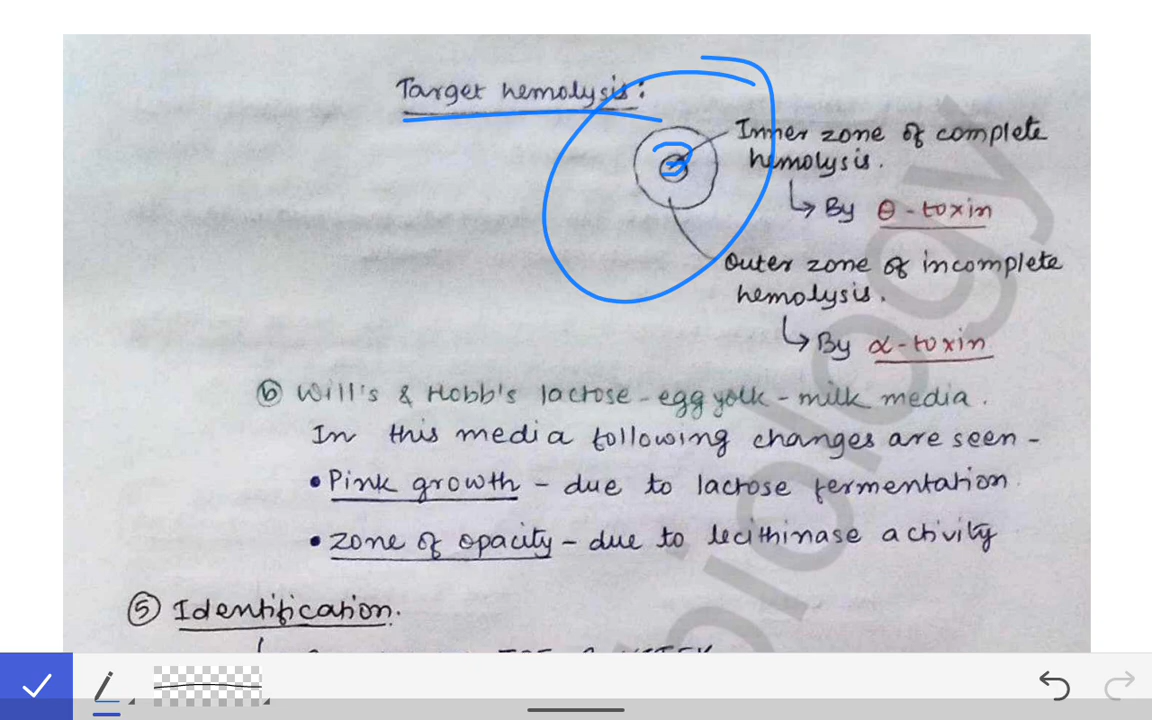 Target hemolysis:
Inner zone of complete
hemolysis.
↳ By θ-toxin
Outer zone of incomplete
hemolysis.
↳ By α-toxin
⑥ Will's & Hobb's lactose - egg yolk - milk media.
In this media following changes are seen -
• Pink growth - due to lactose fermentation.
• Zone of opacity - due to lecithinase activity
⑤ Identification.